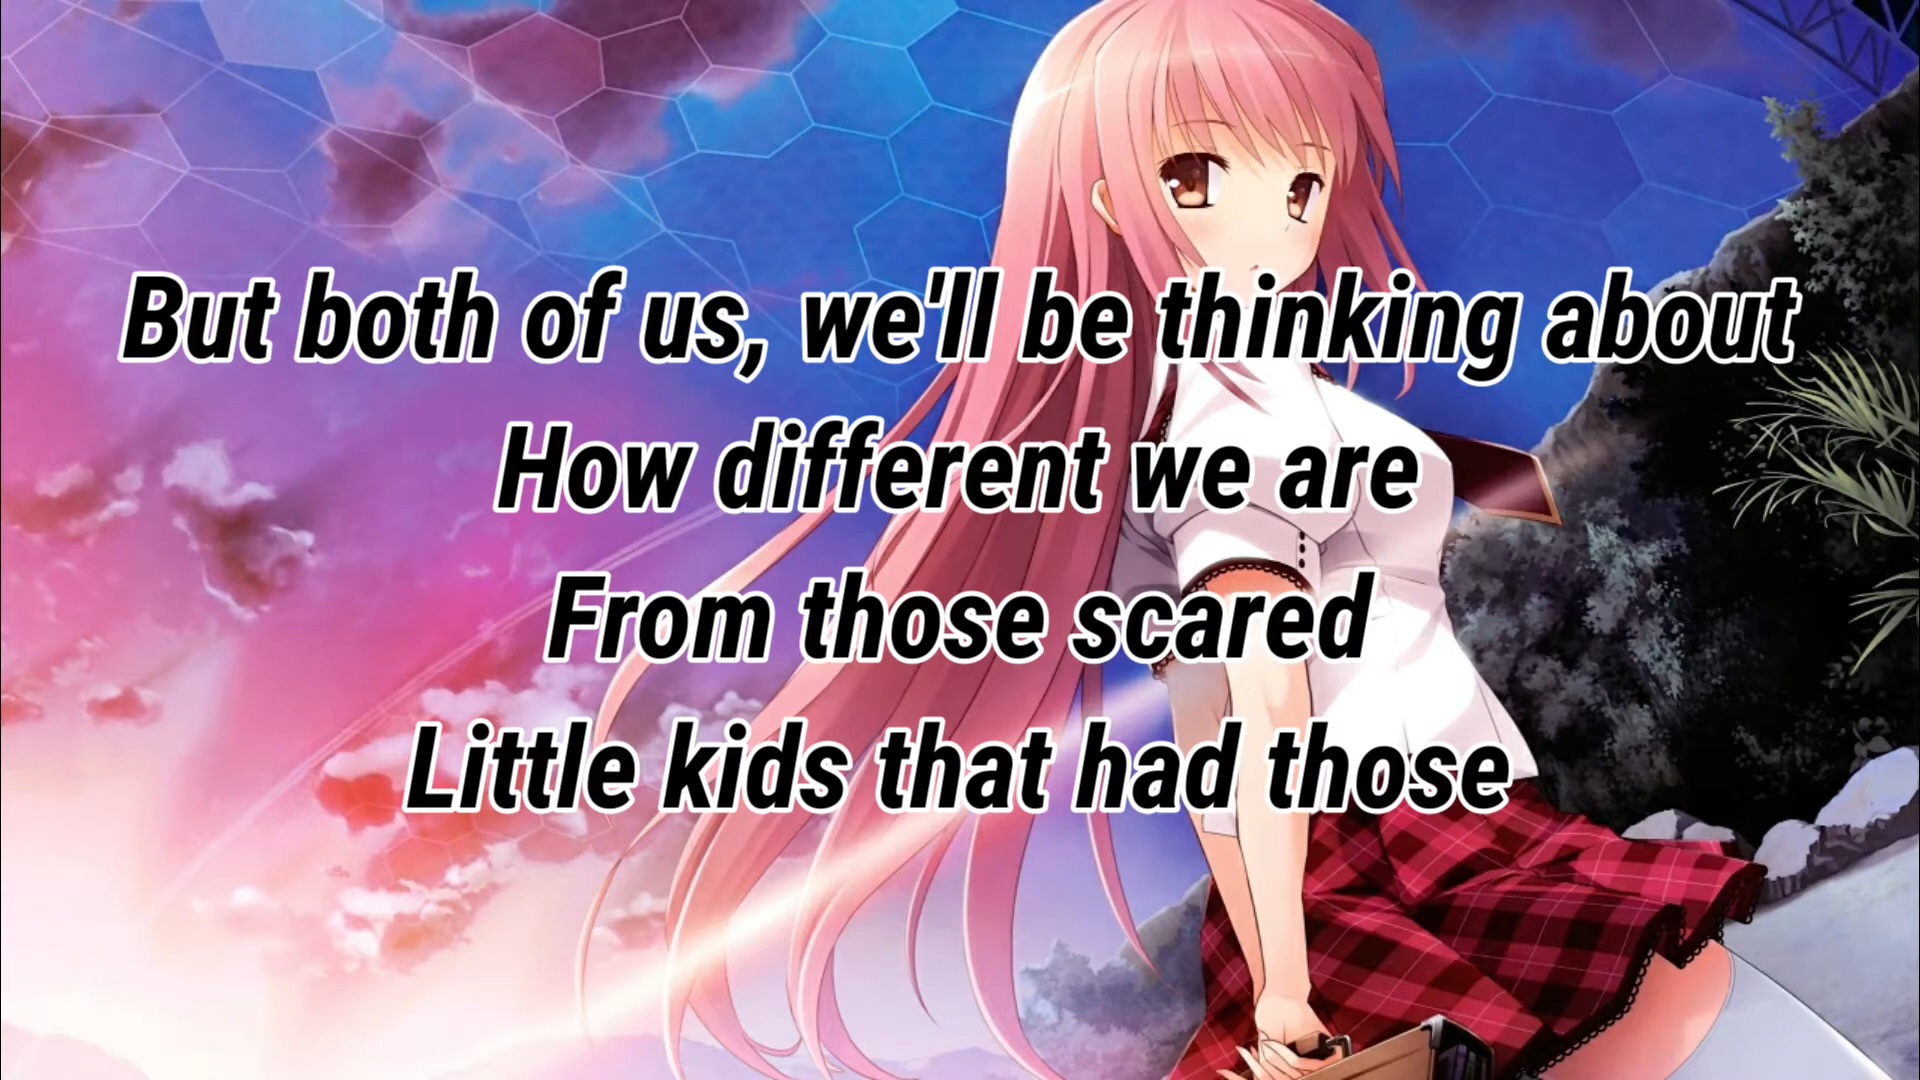 But both of us, we'll be thinking about
How different we are
From those scared
Little kids that had those